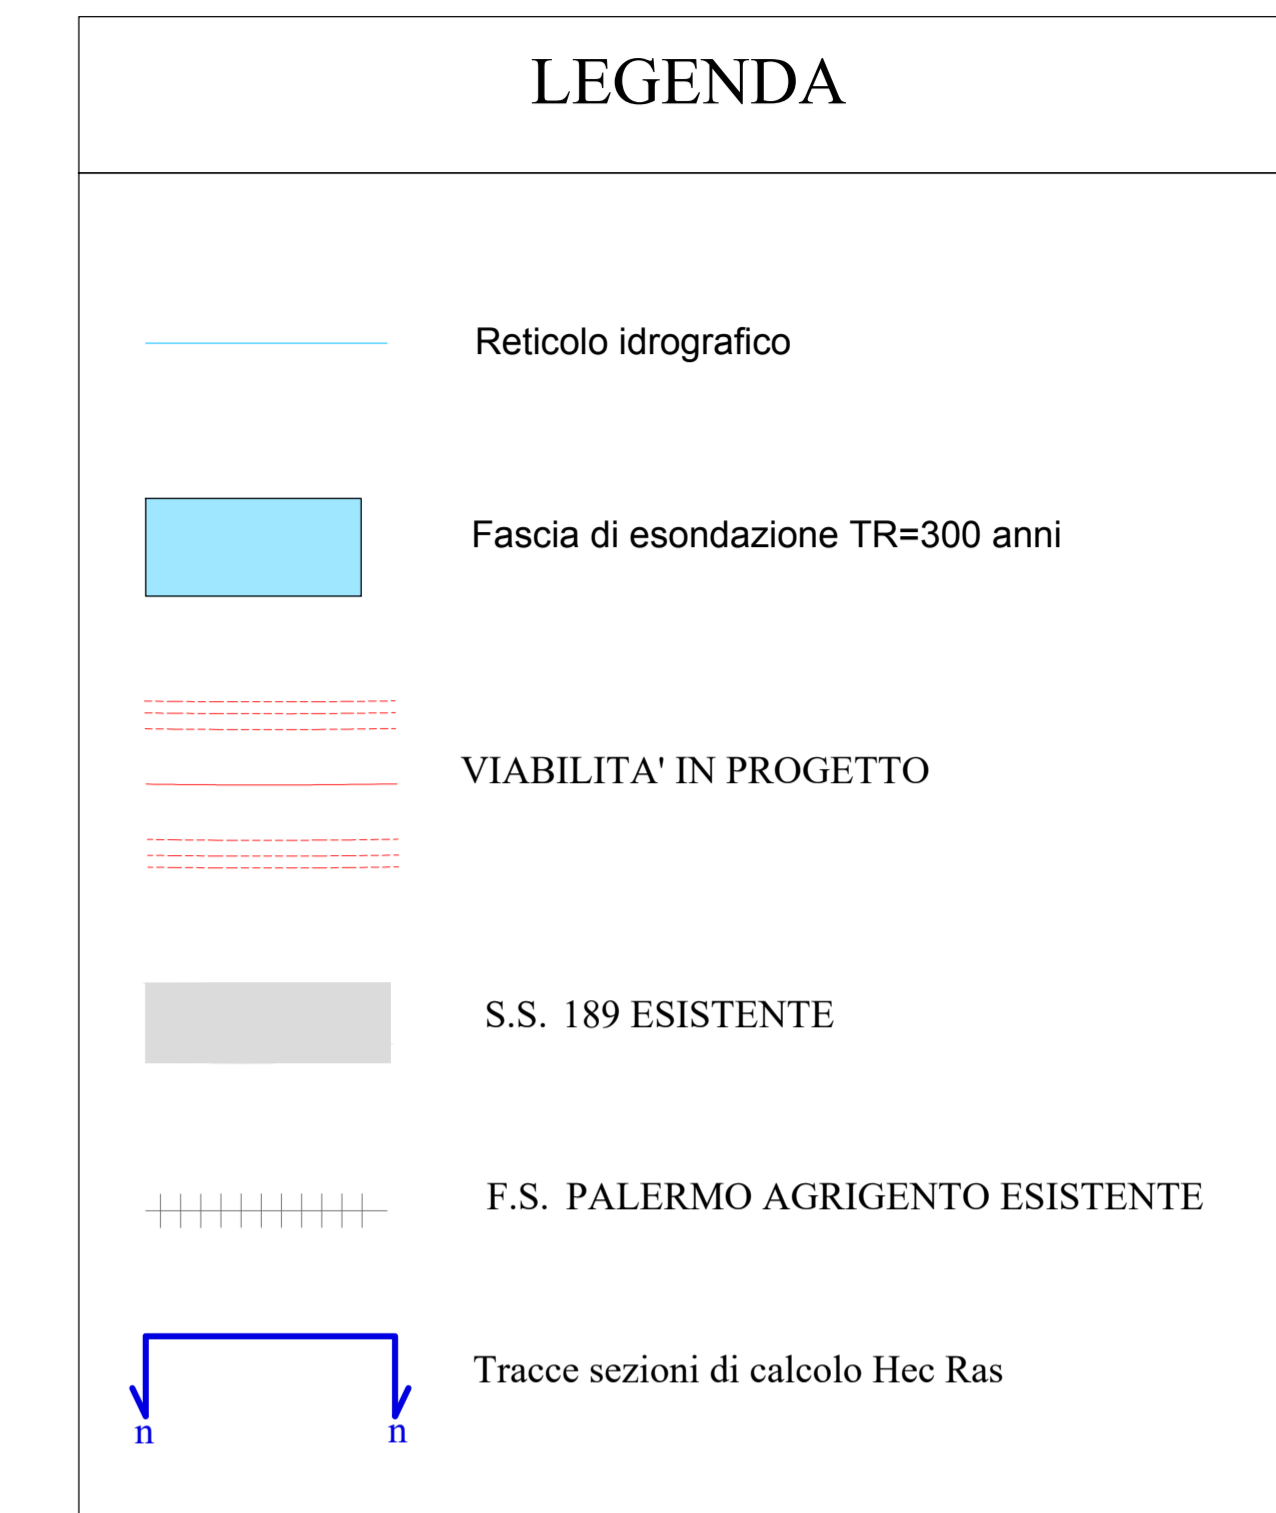 LEGENDA
Reticolo idrografico
Fascia di esondazione TR=300 anni
VIABILITA' IN PROGETTO
S.S. 189 ESISTENTE
F.S. PALERMO AGRIGENTO ESISTENTE
Tracce sezioni di calcolo Hec Ras
n n